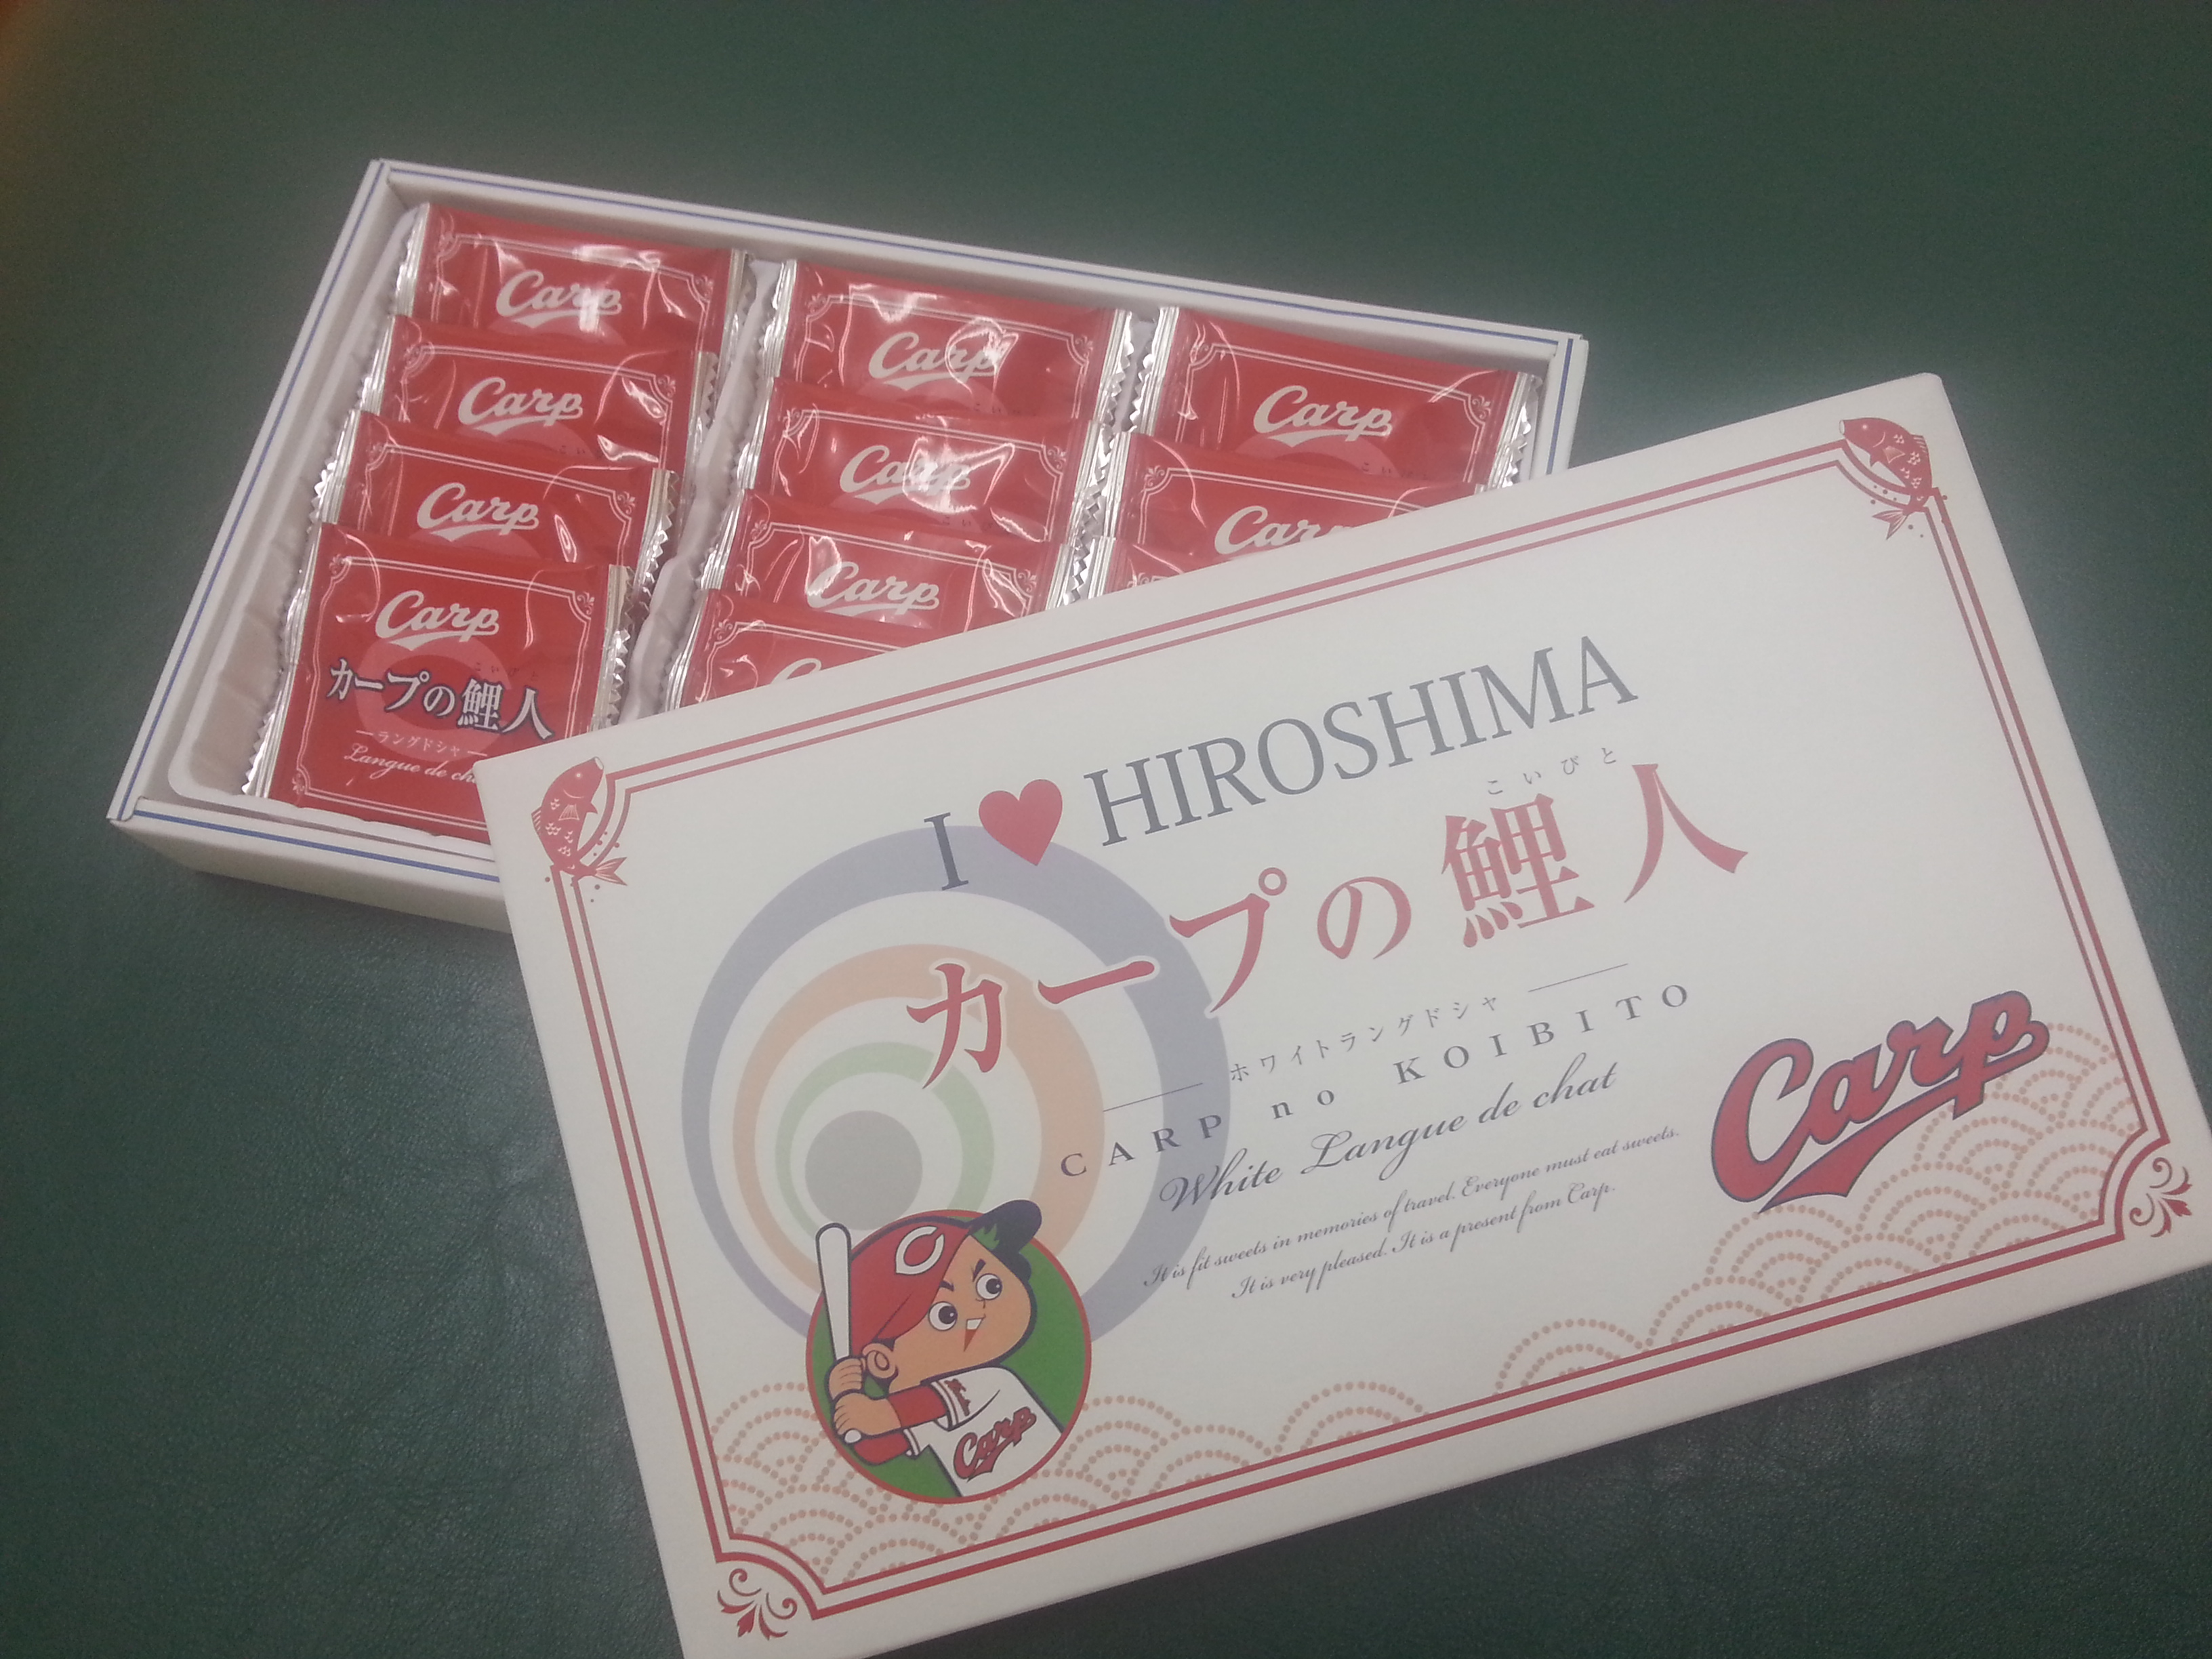 Carp
Carp
Carp
Carp
カープの鯉人
ラングドシャ
Langue de
Carp
Carp
Carp
Carp
Carp
I ♥ HIROSHIMA
こいびと
カープの鯉人
ホワイトラングドシャ
CARP no KOIBITO
White Langue de chat
It is fit sweets in memories of travel. Everyone must eat sweets.
It is very pleased. It is a present from Carp.
Carp
C
Carp